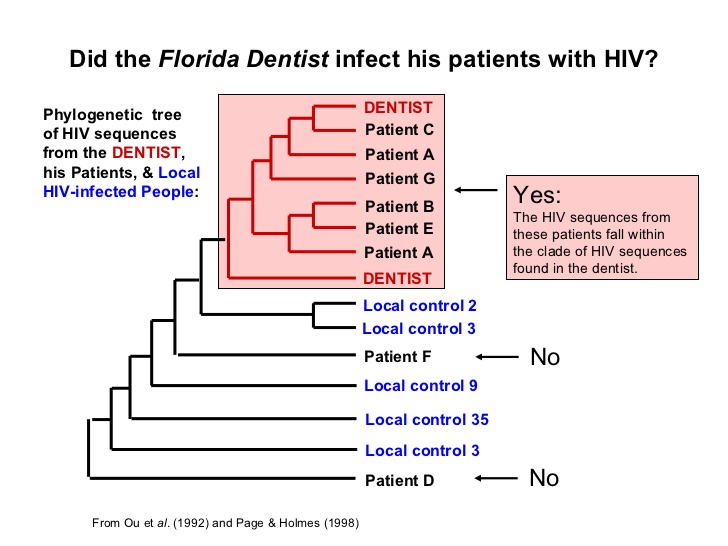 Did the Florida Dentist infect his patients with HIV?
Phylogenetic tree
of HIV sequences
from the DENTIST,
his Patients, & Local
HIV-infected People:
DENTIST
Patient C
Patient A
Patient G
Patient B
Patient E
Patient A
DENTIST
Yes:
The HIV sequences from
these patients fall within
the clade of HIV sequences
found in the dentist.
Local control 2
Local control 3
Patient F
No
Local control 9
Local control 35
Local control 3
Patient D
No
From Ou et al. (1992) and Page & Holmes (1998)